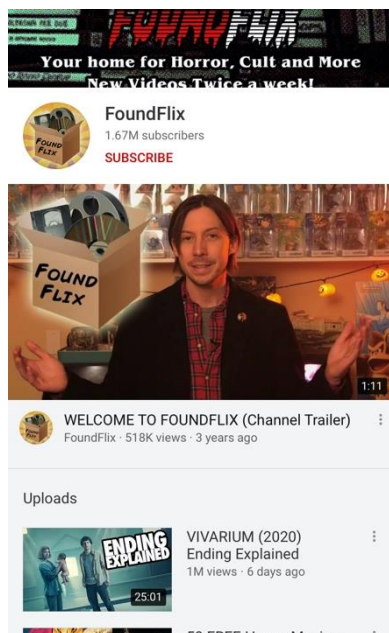 FOUNDFLIX
Your home for Horror, Cult and More
New Videos Twice a week!
FOUND
FLIX
FoundFlix
1.67M subscribers
SUBSCRIBE
FOUND
FLIX
1:11
WELCOME TO FOUNDFLIX (Channel Trailer)
FoundFlix · 518K views · 3 years ago
Uploads
ENDING
EXPLAINED
25:01
VIVARIUM (2020)
Ending Explained
1M views · 6 days ago